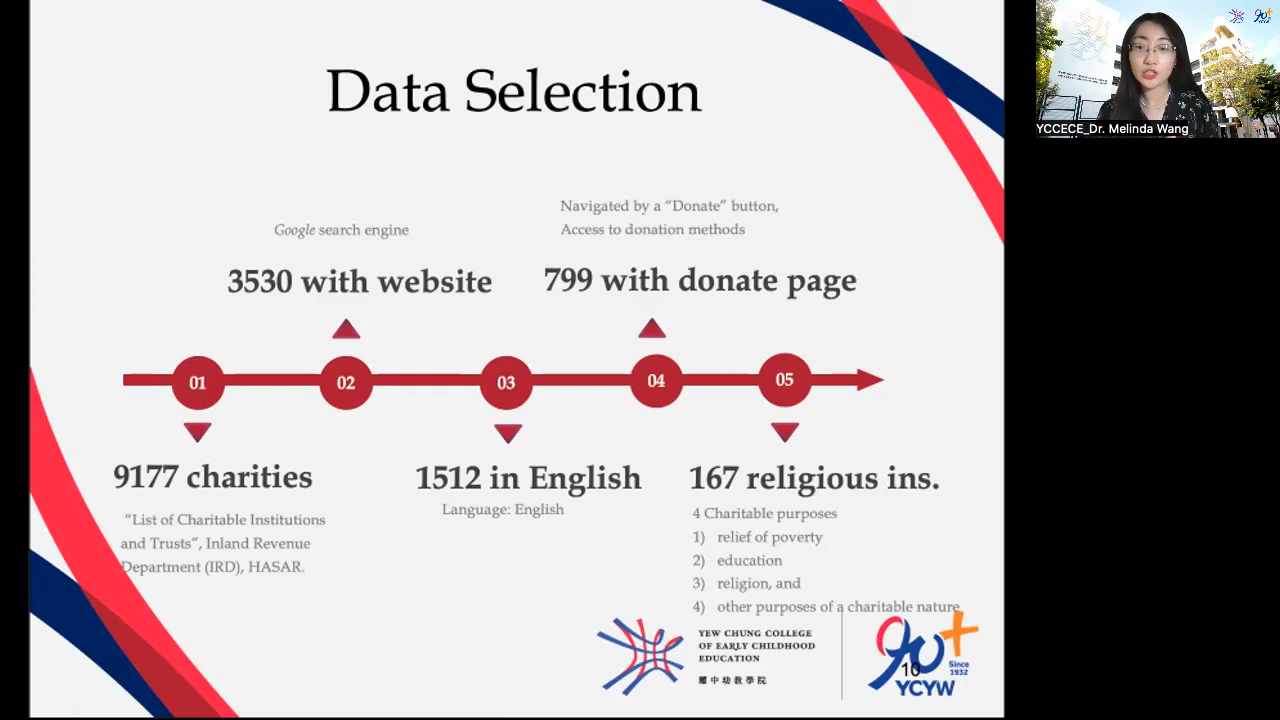 Data Selection
Navigated by a “Donate” button,
Access to donation methods
Google search engine
3530 with website
799 with donate page
01
02
03
04
05
9177 charities
“List of Charitable Institutions
and Trusts”, Inland Revenue
Department (IRD), HASAR.
1512 in English
Language: English
167 religious ins.
4 Charitable purposes
1) relief of poverty
2) education
3) religion, and
4) other purposes of a charitable nature
YEW CHUNG COLLEGE
OF EARLY CHILDHOOD
EDUCATION
耀中幼教學院
90+
Since
1932
YCYW
10
YCCECE_Dr. Melinda Wang